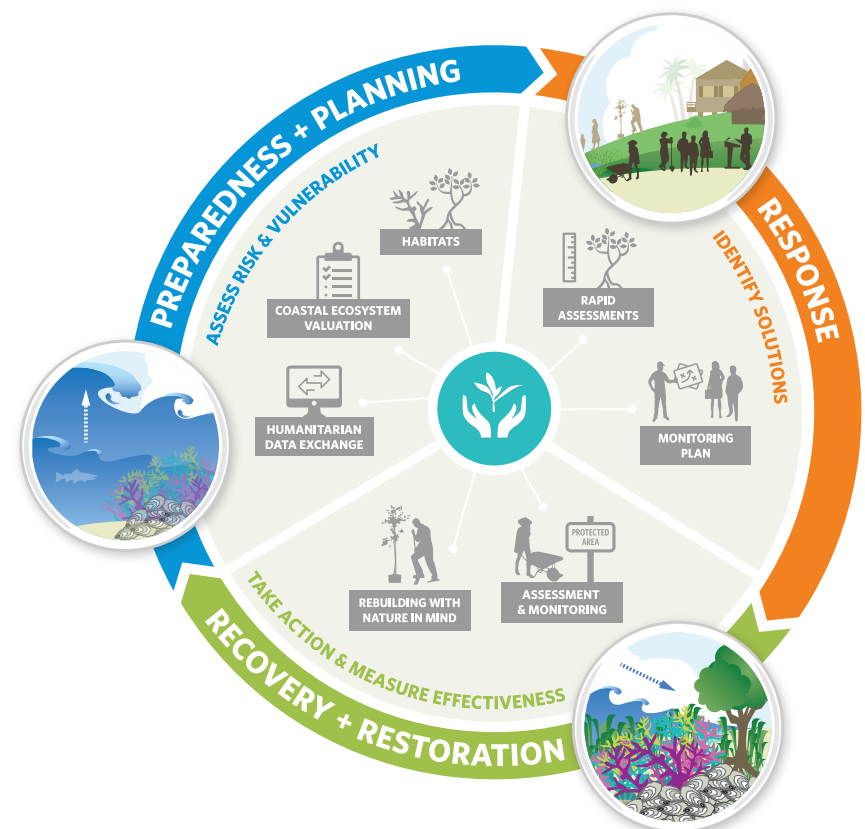 PREPAREDNESS + PLANNING
ASSESS RISK & VULNERABILITY
HABITATS
COASTAL ECOSYSTEM
VALUATION
HUMANITARIAN
DATA EXCHANGE
RESPONSE
IDENTIFY SOLUTIONS
RAPID
ASSESSMENTS
MONITORING
PLAN
PROTECTED
AREA
ASSESSMENT
& MONITORING
REBUILDING WITH
NATURE IN MIND
TAKE ACTION & MEASURE EFFECTIVENESS
RECOVERY + RESTORATION